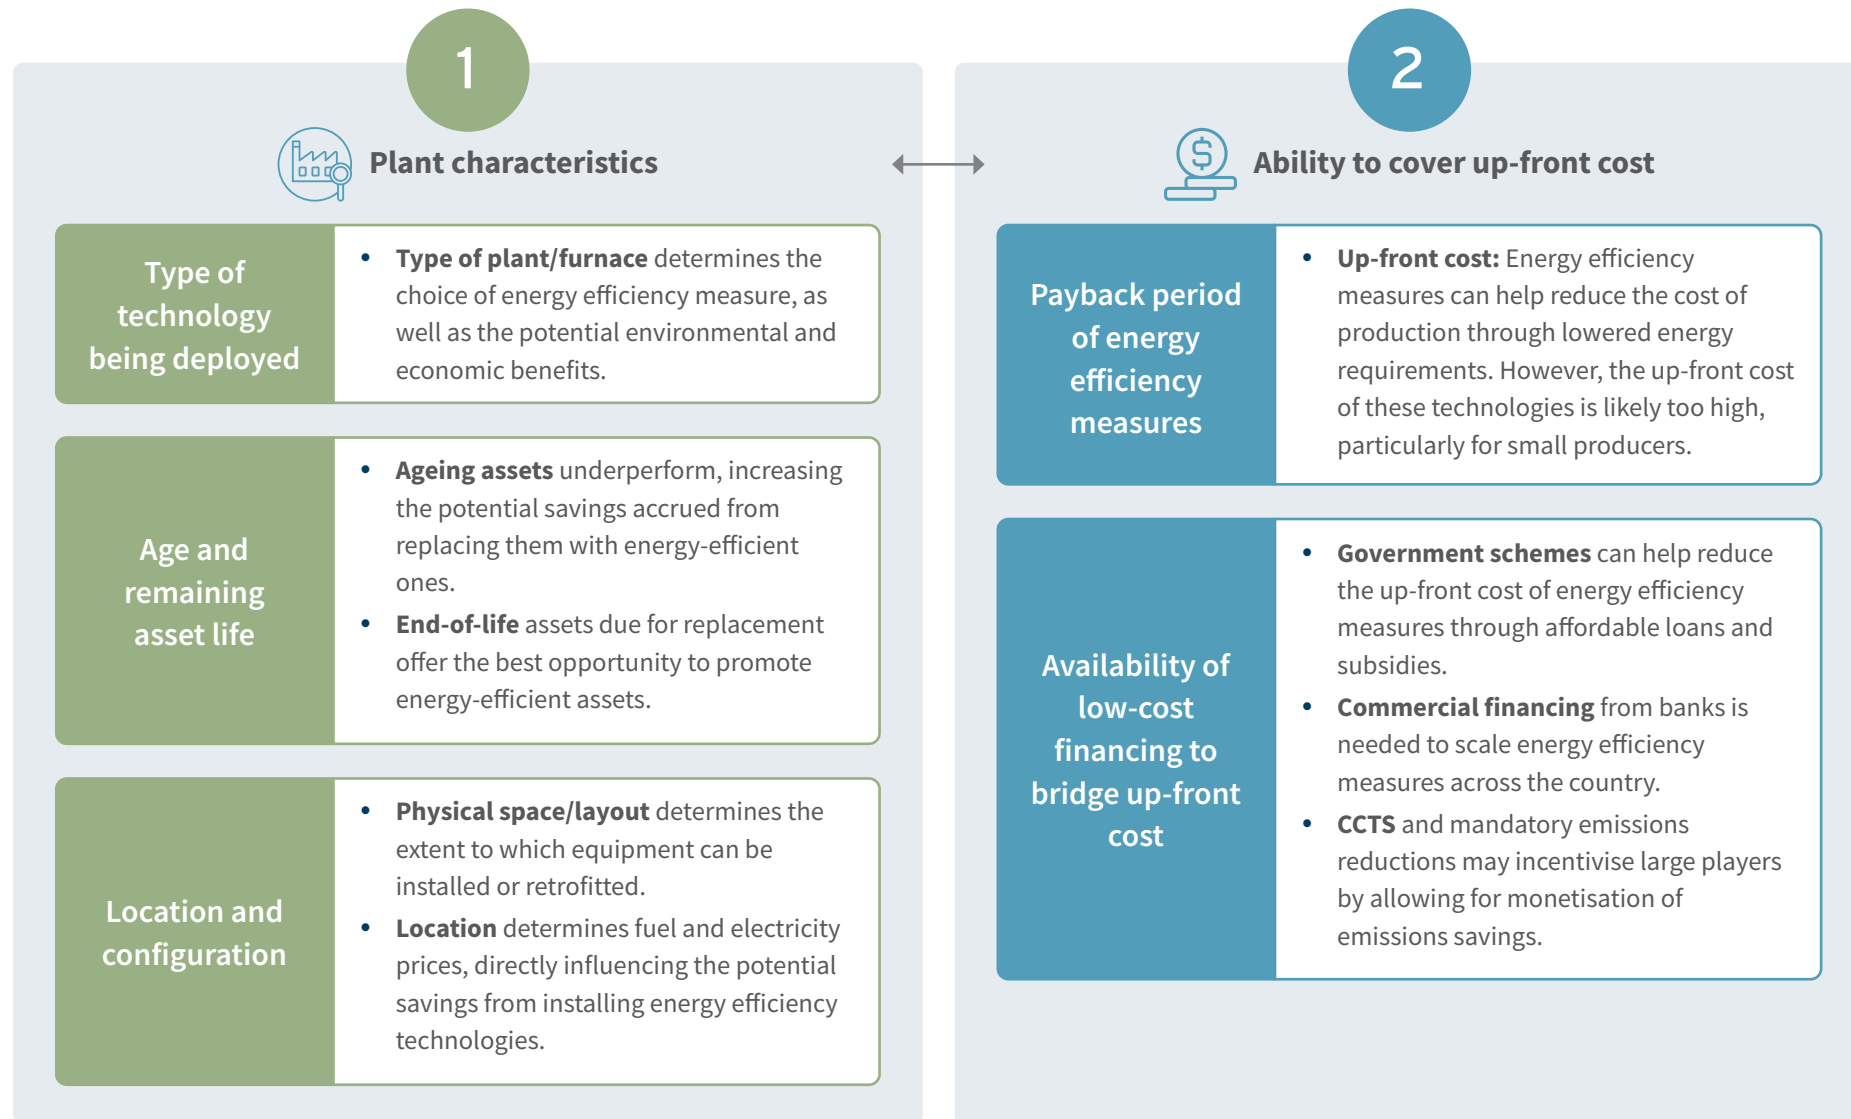 1
Plant characteristics
Type of
technology
being deployed
• Type of plant/furnace determines the
choice of energy efficiency measure, as
well as the potential environmental and
economic benefits.
Age and
remaining
asset life
• Ageing assets underperform, increasing
the potential savings accrued from
replacing them with energy-efficient
ones.
• End-of-life assets due for replacement
offer the best opportunity to promote
energy-efficient assets.
Location and
configuration
• Physical space/layout determines the
extent to which equipment can be
installed or retrofitted.
• Location determines fuel and electricity
prices, directly influencing the potential
savings from installing energy efficiency
technologies.
2
$
Ability to cover up-front cost
Payback period
of energy
efficiency
measures
• Up-front cost: Energy efficiency
measures can help reduce the cost of
production through lowered energy
requirements. However, the up-front cost
of these technologies is likely too high,
particularly for small producers.
Availability of
low-cost
financing to
bridge up-front
cost
• Government schemes can help reduce
the up-front cost of energy efficiency
measures through affordable loans and
subsidies.
• Commercial financing from banks is
needed to scale energy efficiency
measures across the country.
• CCTS and mandatory emissions
reductions may incentivise large players
by allowing for monetisation of
emissions savings.